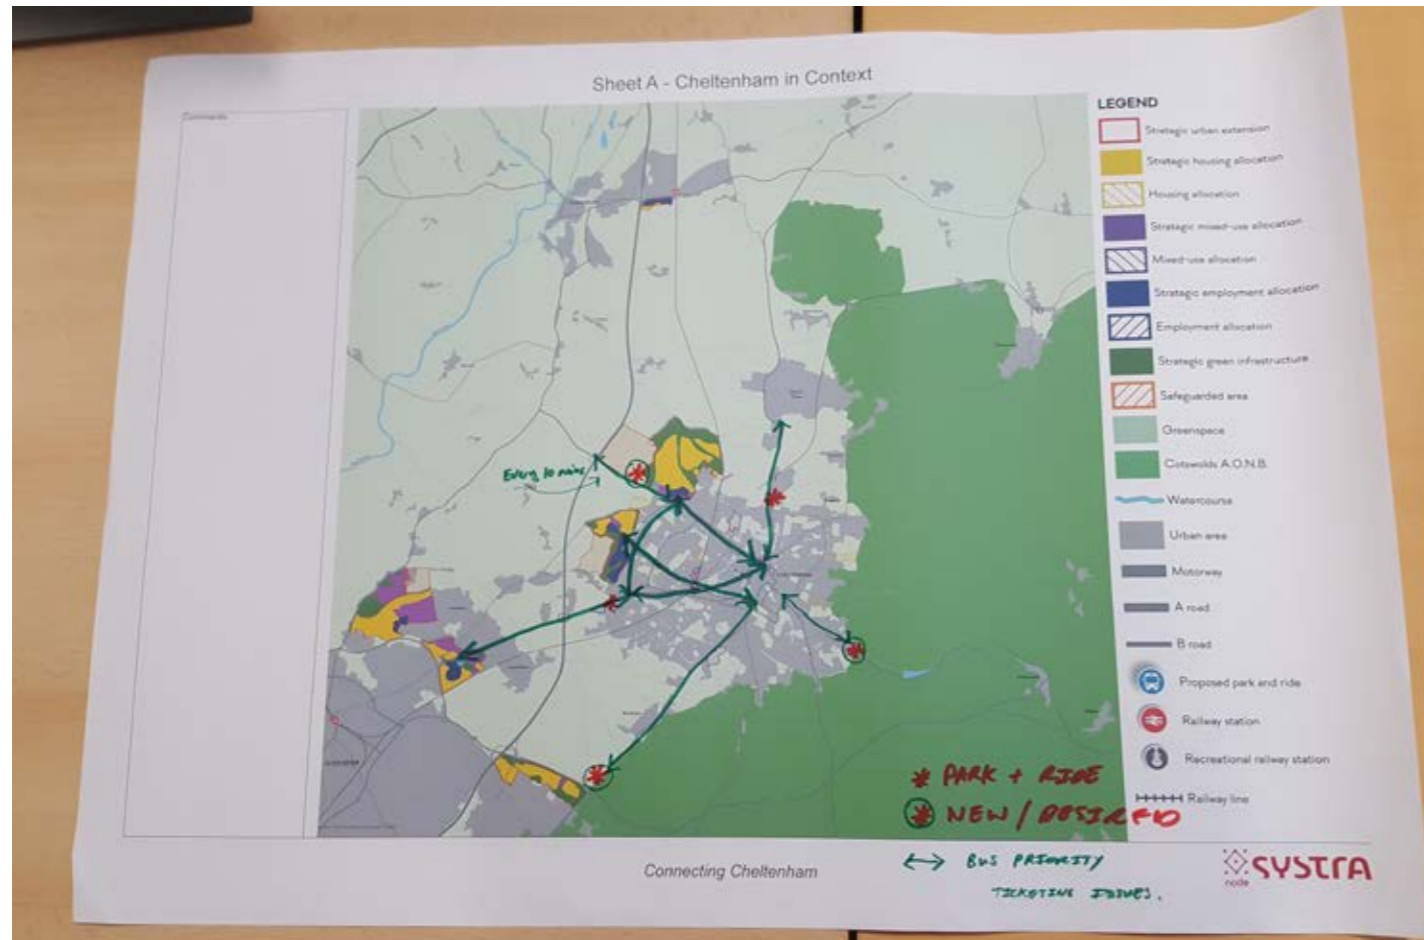 Sheet A - Cheltenham in Context
Comments
LEGEND
Strategic urban extension
Strategic housing allocation
Housing allocation
Strategic mixed-use allocation
Mixed-use allocation
Strategic employment allocation
Employment allocation
Strategic green infrastructure
Safeguarded area
Greenspace
Cotswolds A.O.N.B.
Watercourse
Urban area
Motorway
A road
B road
Proposed park and ride
Railway station
Recreational railway station
Railway line
Every 10 mins
PARK + RIDE
NEW / DESIRED
BUS PRIORITY
TICKETING ISSUES.
Connecting Cheltenham
node
SYSTRA